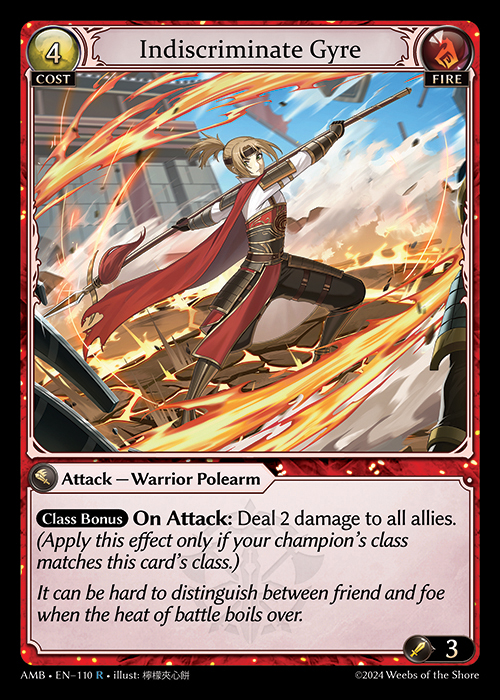 4
COST
Indiscriminate Gyre
FIRE
Attack — Warrior Polearm
Class Bonus On Attack: Deal 2 damage to all allies.
(Apply this effect only if your champion's class
matches this card's class.)
It can be hard to distinguish between friend and foe
when the heat of battle boils over.
3
AMB • EN–110 R • illust: 檸檬夾心餅
©2024 Weebs of the Shore